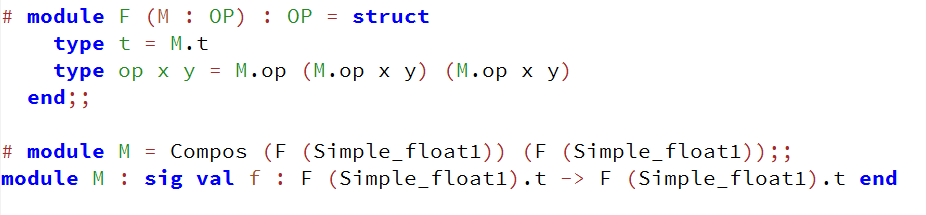 # module F (M : OP) : OP = struct
    type t = M.t
    type op x y = M.op (M.op x y) (M.op x y)
  end;;

# module M = Compos (F (Simple_float1)) (F (Simple_float1));;
module M : sig val f : F (Simple_float1).t -> F (Simple_float1).t end